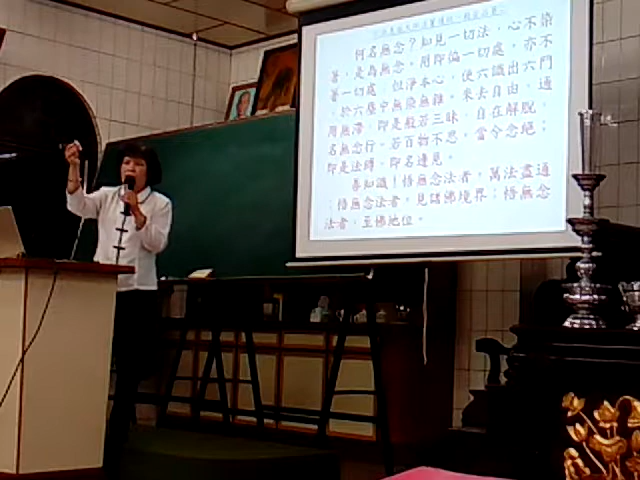 何名無念？知見一切法，心不染
著，是為無念。用即徧一切處，亦不
著一切處，但淨本心，使六識出六門
，於六塵中無染無雜，來去自由，通
用無滯，即是般若三昧，自在解脫，
名無念行。若百物不思，當令念絕；
即是法縛，即名邊見。
善知識！悟無念法者，萬法盡通
；悟無念法者，見諸佛境界；悟無念
法者，至佛地位。